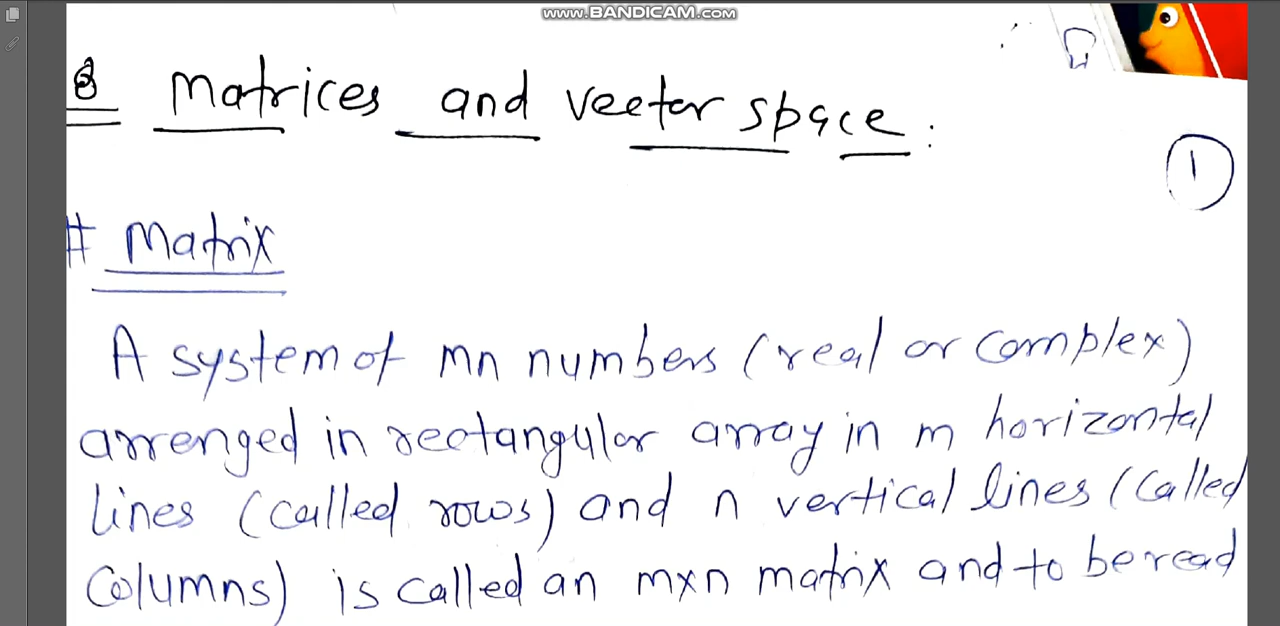 www.BANDICAM.com
8 Matrices and vector space :
1
# Matrix
A system of mn numbers (real or complex)
arrenged in rectangular array in m horizontal
lines (called rows) and n vertical lines (called
columns) is called an mxn matrix and to be read